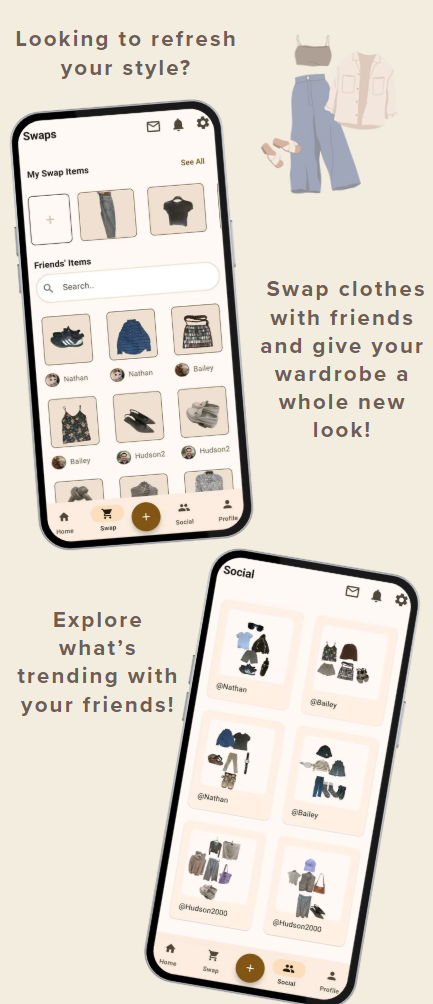 Looking to refresh
your style?
Swaps
My Swap Items
See All
+
Friends' Items
Search..
Nathan
Nathan
Bailey
Bailey
Hudson2
Hudson2
+
Home
Swap
Social
Profile
Swap clothes
with friends
and give your
wardrobe a
whole new
look!
Explore
what's
trending with
your friends!
Social
@Nathan
@Bailey
@Nathan
@Bailey
@Hudson2000
@Hudson2000
+
Home
Swap
Social
Profile